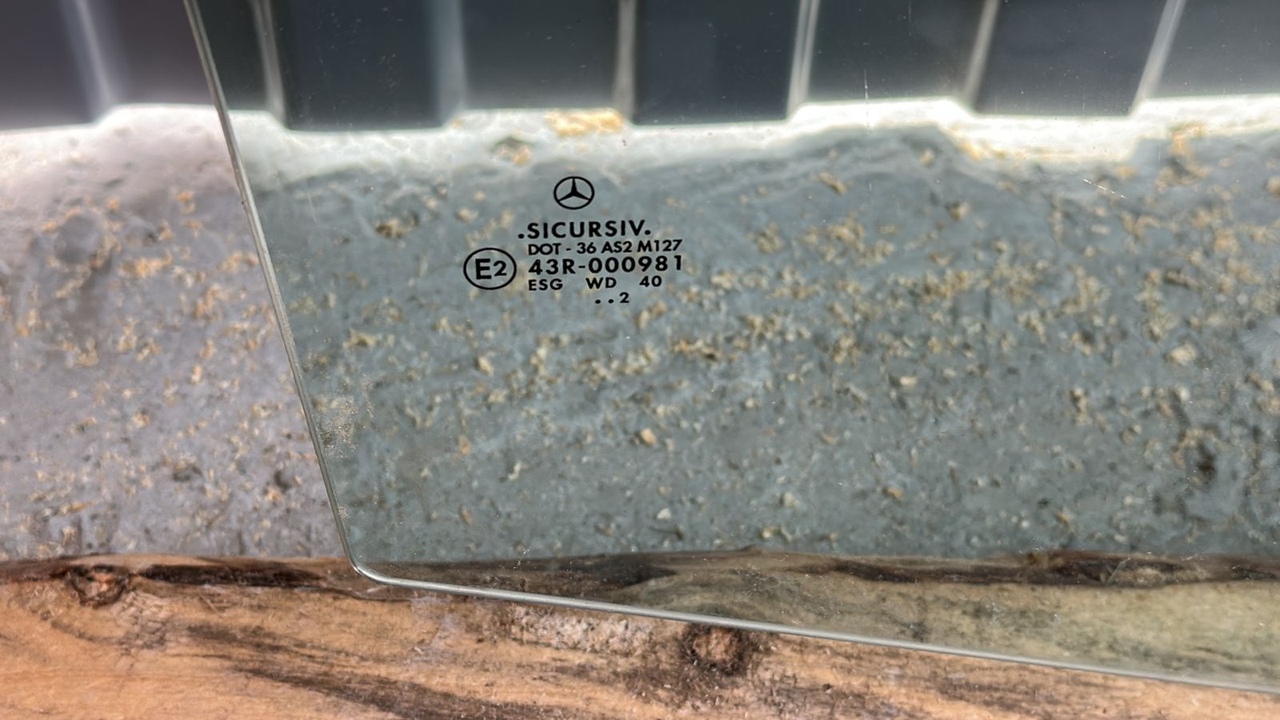 .SICURSIV.
DOT - 36 AS2 M127
E2 43R-000981
ESG WD 40
..2